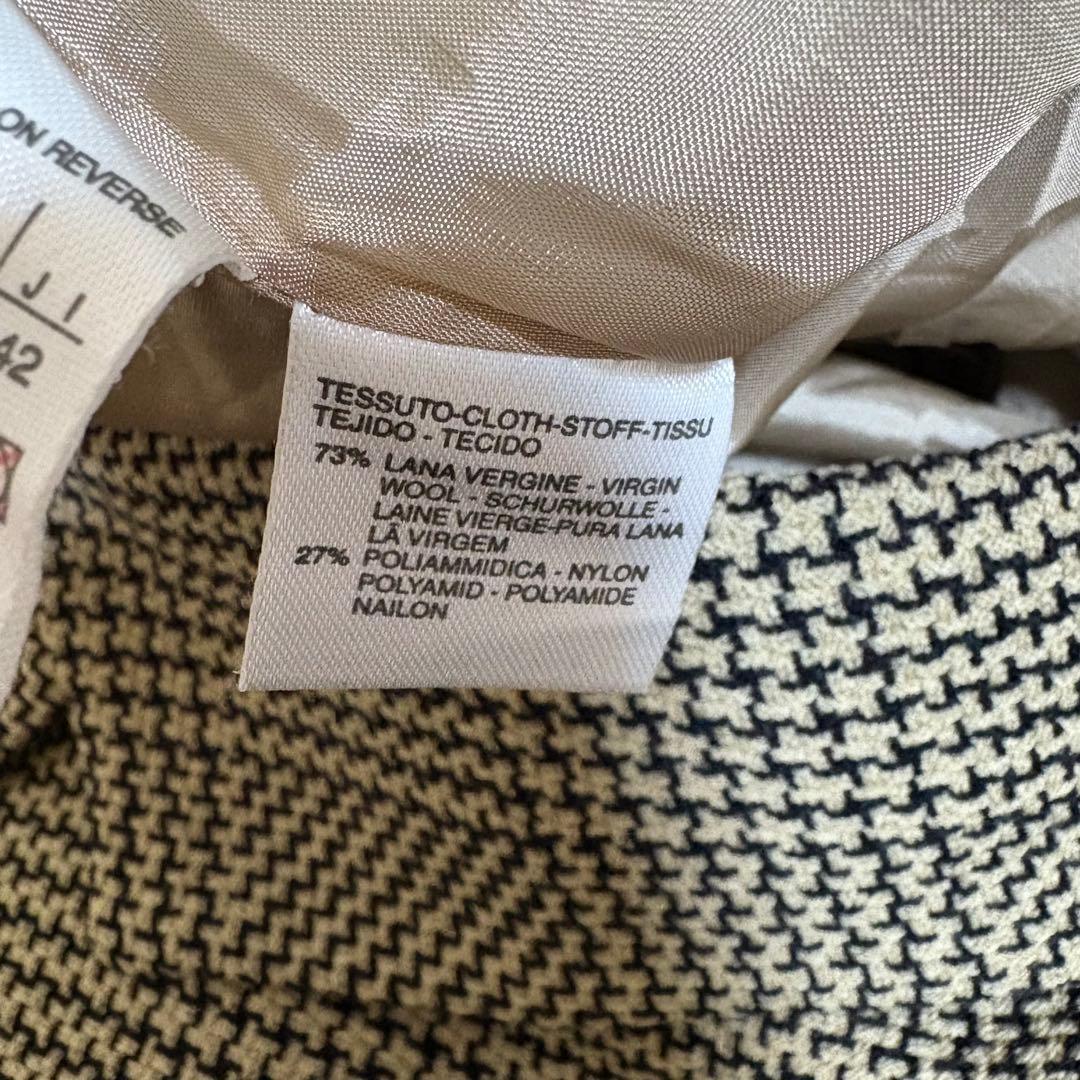 ON REVERSE
J I
42
TESSUTO-CLOTH-STOFF-TISSU
TEJIDO - TECIDO
73% LANA VERGINE - VIRGIN
WOOL - SCHURWOLLE -
LAINE VIERGE-PURA LANA
LÂ VIRGEM
27% POLIAMMIDICA - NYLON
POLYAMID - POLYAMIDE
NAILON